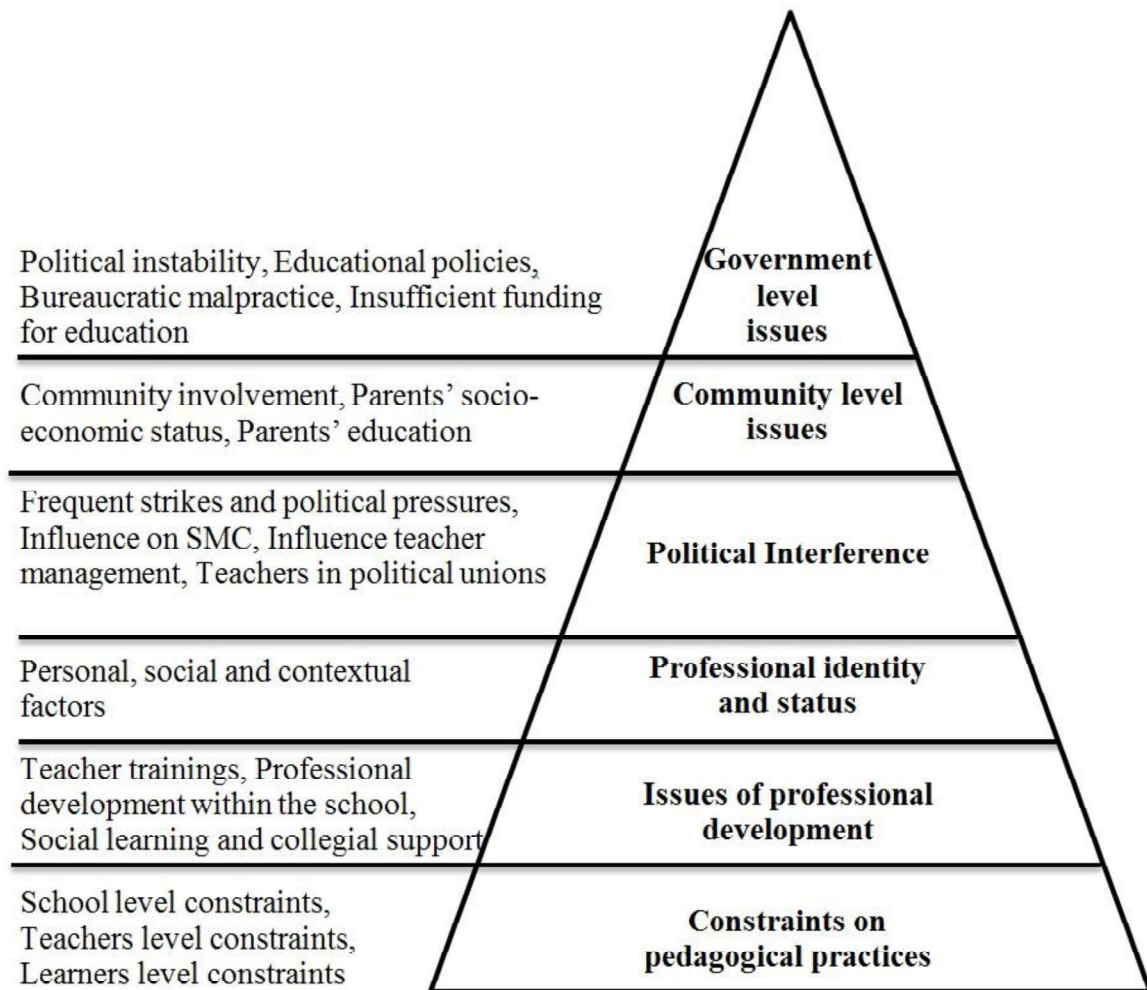 Political instability, Educational policies,
Bureaucratic malpractice, Insufficient funding
for education
Government
level
issues
Community involvement, Parents’ socio-
economic status, Parents’ education
Community level
issues
Frequent strikes and political pressures,
Influence on SMC, Influence teacher
management, Teachers in political unions
Political Interference
Personal, social and contextual
factors
Professional identity
and status
Teacher trainings, Professional
development within the school,
Social learning and collegial support
Issues of professional
development
School level constraints,
Teachers level constraints,
Learners level constraints
Constraints on
pedagogical practices